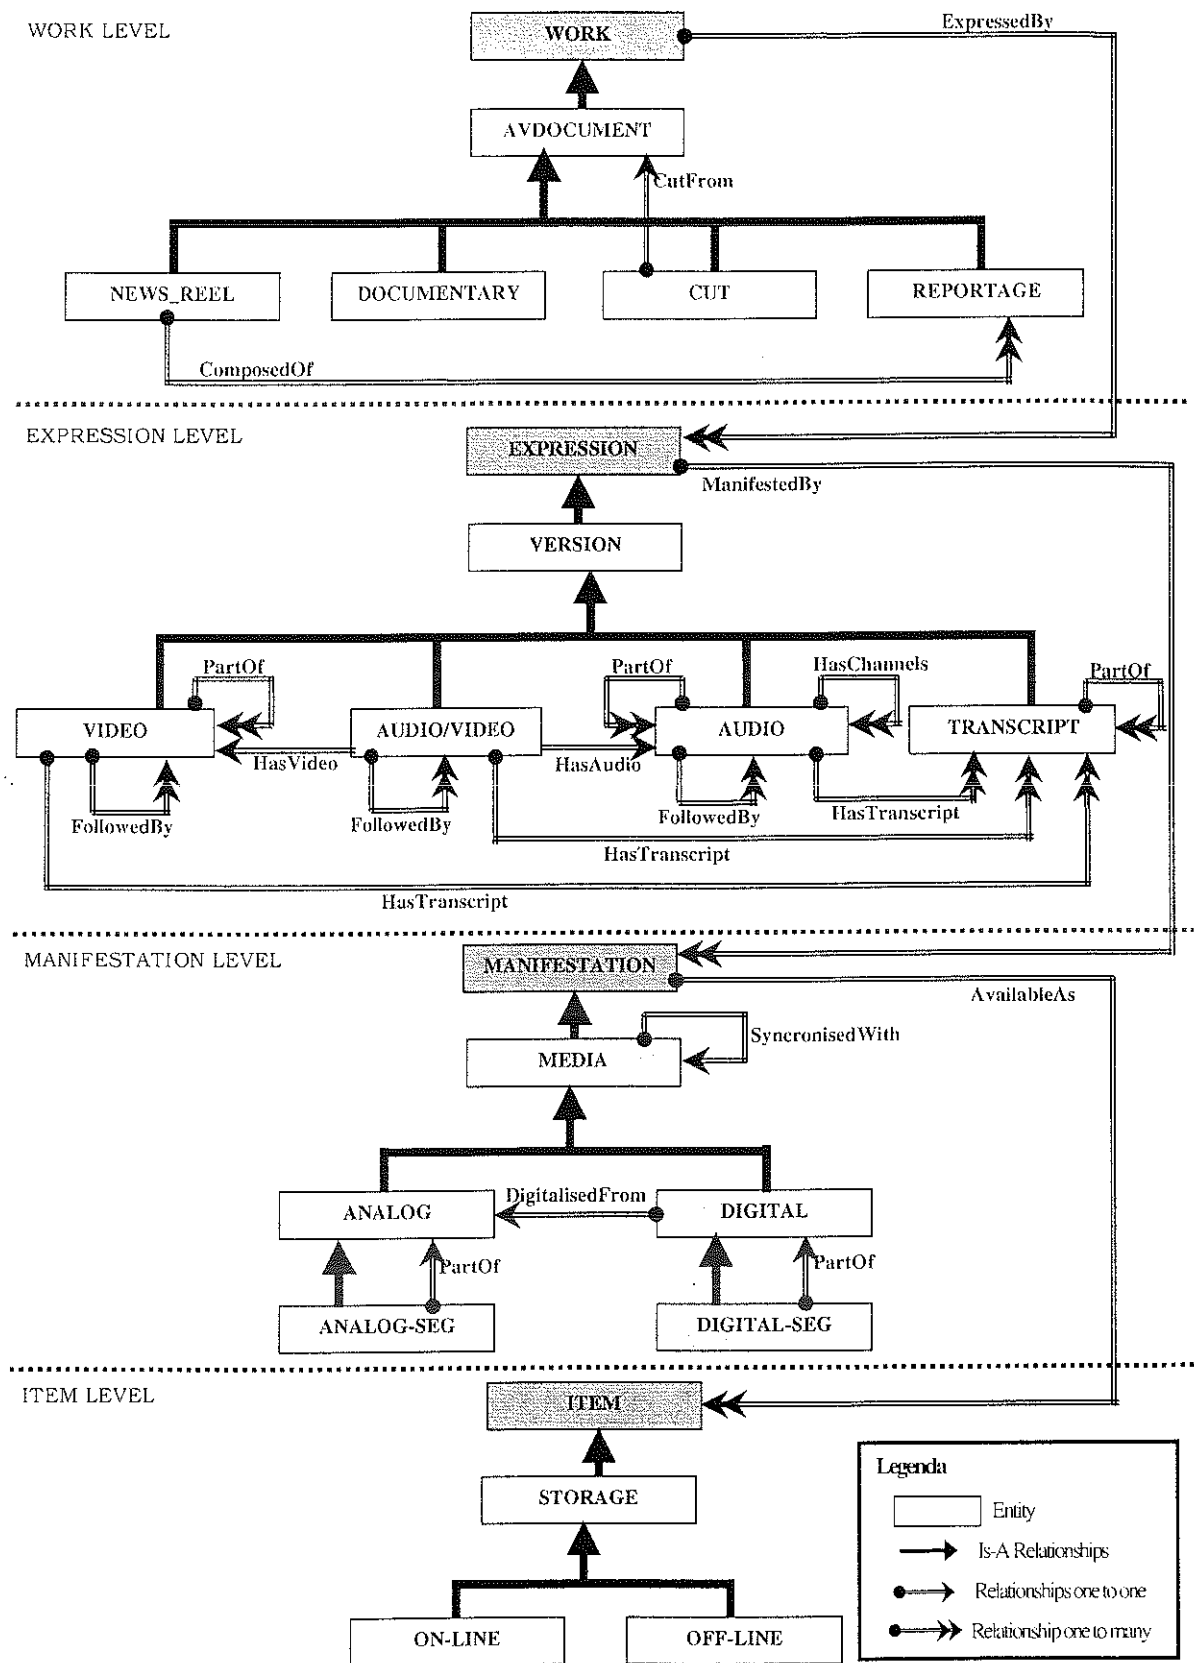 WORK LEVEL
ExpressedBy
WORK
AVDOCUMENT
CutFrom
NEWS_REEL
DOCUMENTARY
CUT
REPORTAGE
ComposedOf
EXPRESSION LEVEL
EXPRESSION
ManifestedBy
VERSION
PartOf
PartOf
HasChannels
PartOf
VIDEO
AUDIO/VIDEO
AUDIO
TRANSCRIPT
HasVideo
HasAudio
FollowedBy
FollowedBy
FollowedBy
HasTranscript
HasTranscript
HasTranscript
MANIFESTATION LEVEL
MANIFESTATION
AvailableAs
SyncronisedWith
MEDIA
DigitalisedFrom
ANALOG
DIGITAL
PartOf
PartOf
ANALOG-SEG
DIGITAL-SEG
ITEM LEVEL
ITEM
STORAGE
ON-LINE
OFF-LINE
Legenda
Entity
Is-A Relationships
Relationships one to one
Relationship one to many